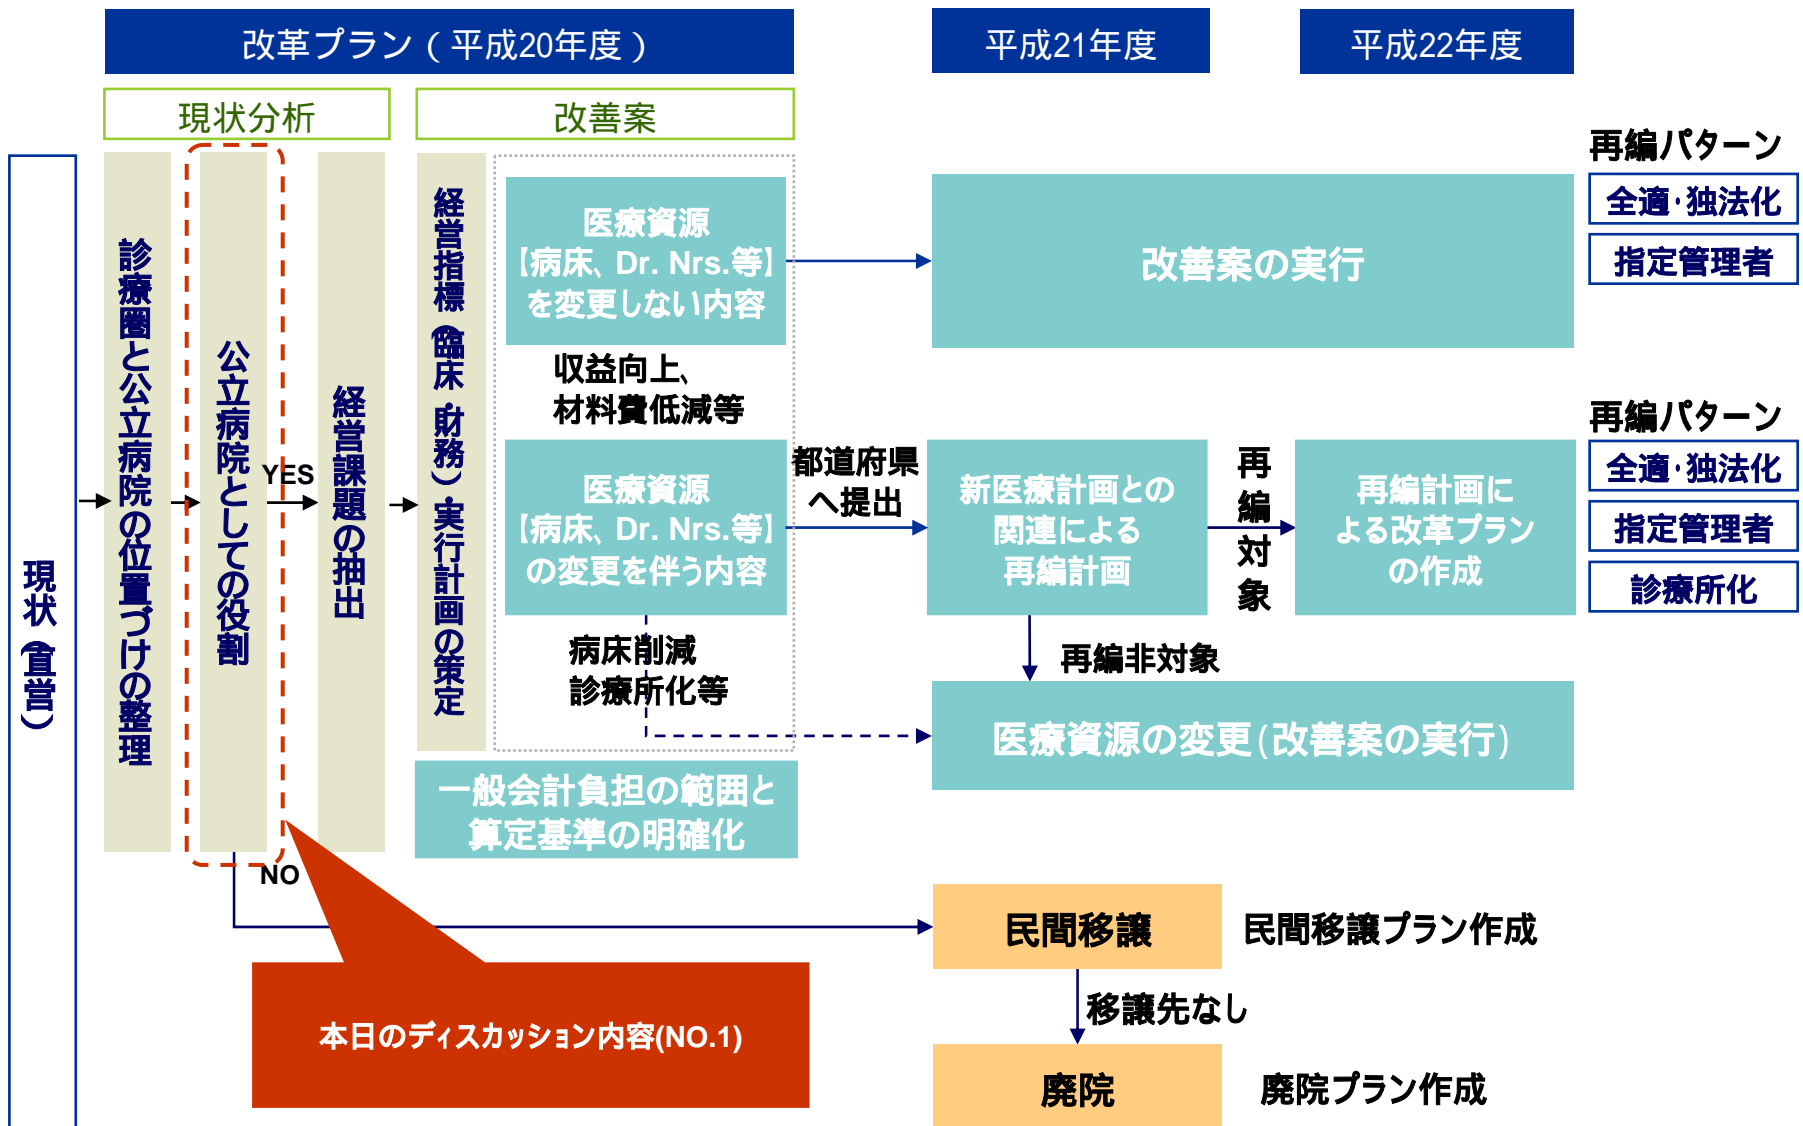 改革プラン（平成20年度）
平成21年度
平成22年度
現状分析
改善案
現状（直営）
診療圏と公立病院の位置づけの整理
公立病院としての役割
YES
NO
経営課題の抽出
経営指標（臨床・財務）・実行計画の策定
医療資源
【病床、Dr. Nrs.等】
を変更しない内容
収益向上、
材料費低減等
医療資源
【病床、Dr. Nrs.等】
の変更を伴う内容
病床削減
診療所化等
一般会計負担の範囲と
算定基準の明確化
都道府県
へ提出
改善案の実行
再編パターン
全適・独法化
指定管理者
新医療計画との
関連による
再編計画
再編対象
再編計画に
よる改革プラン
の作成
再編パターン
全適・独法化
指定管理者
診療所化
再編非対象
医療資源の変更(改善案の実行)
民間移譲
民間移譲プラン作成
移譲先なし
廃院
廃院プラン作成
本日のディスカッション内容(NO.1)